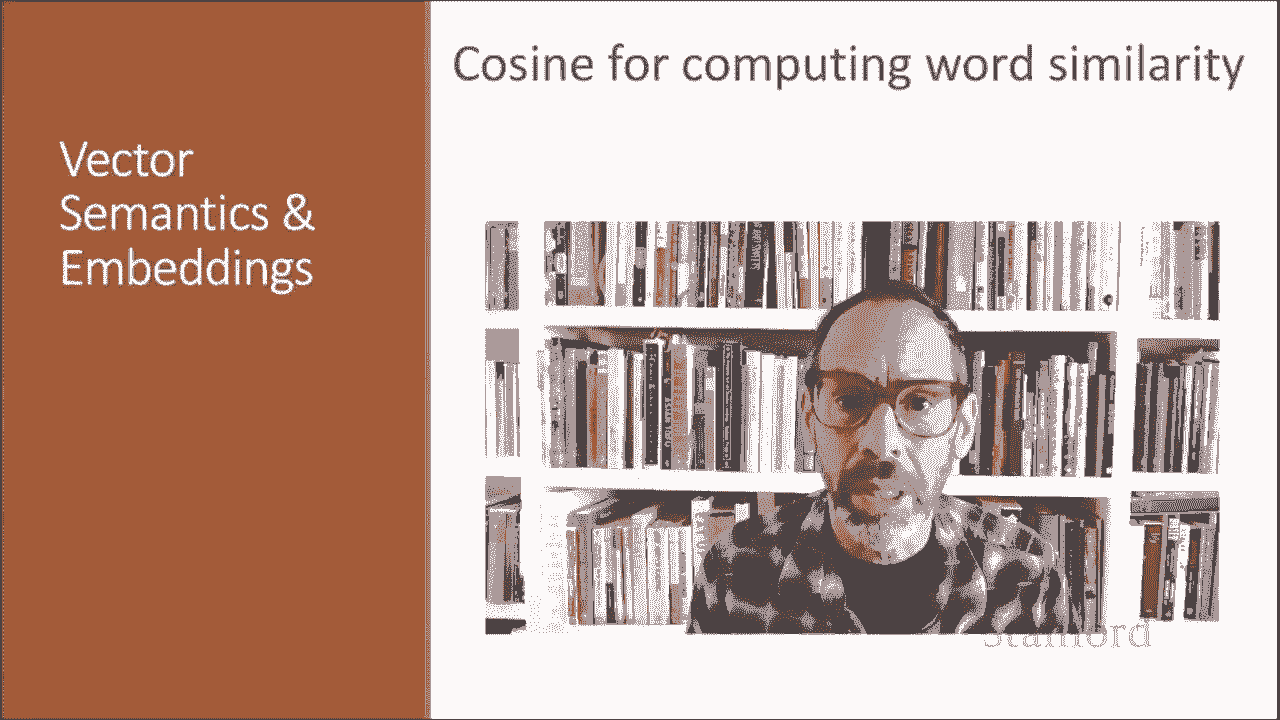 Cosine for computing word similarity
Vector
Semantics &
Embeddings
Stanford